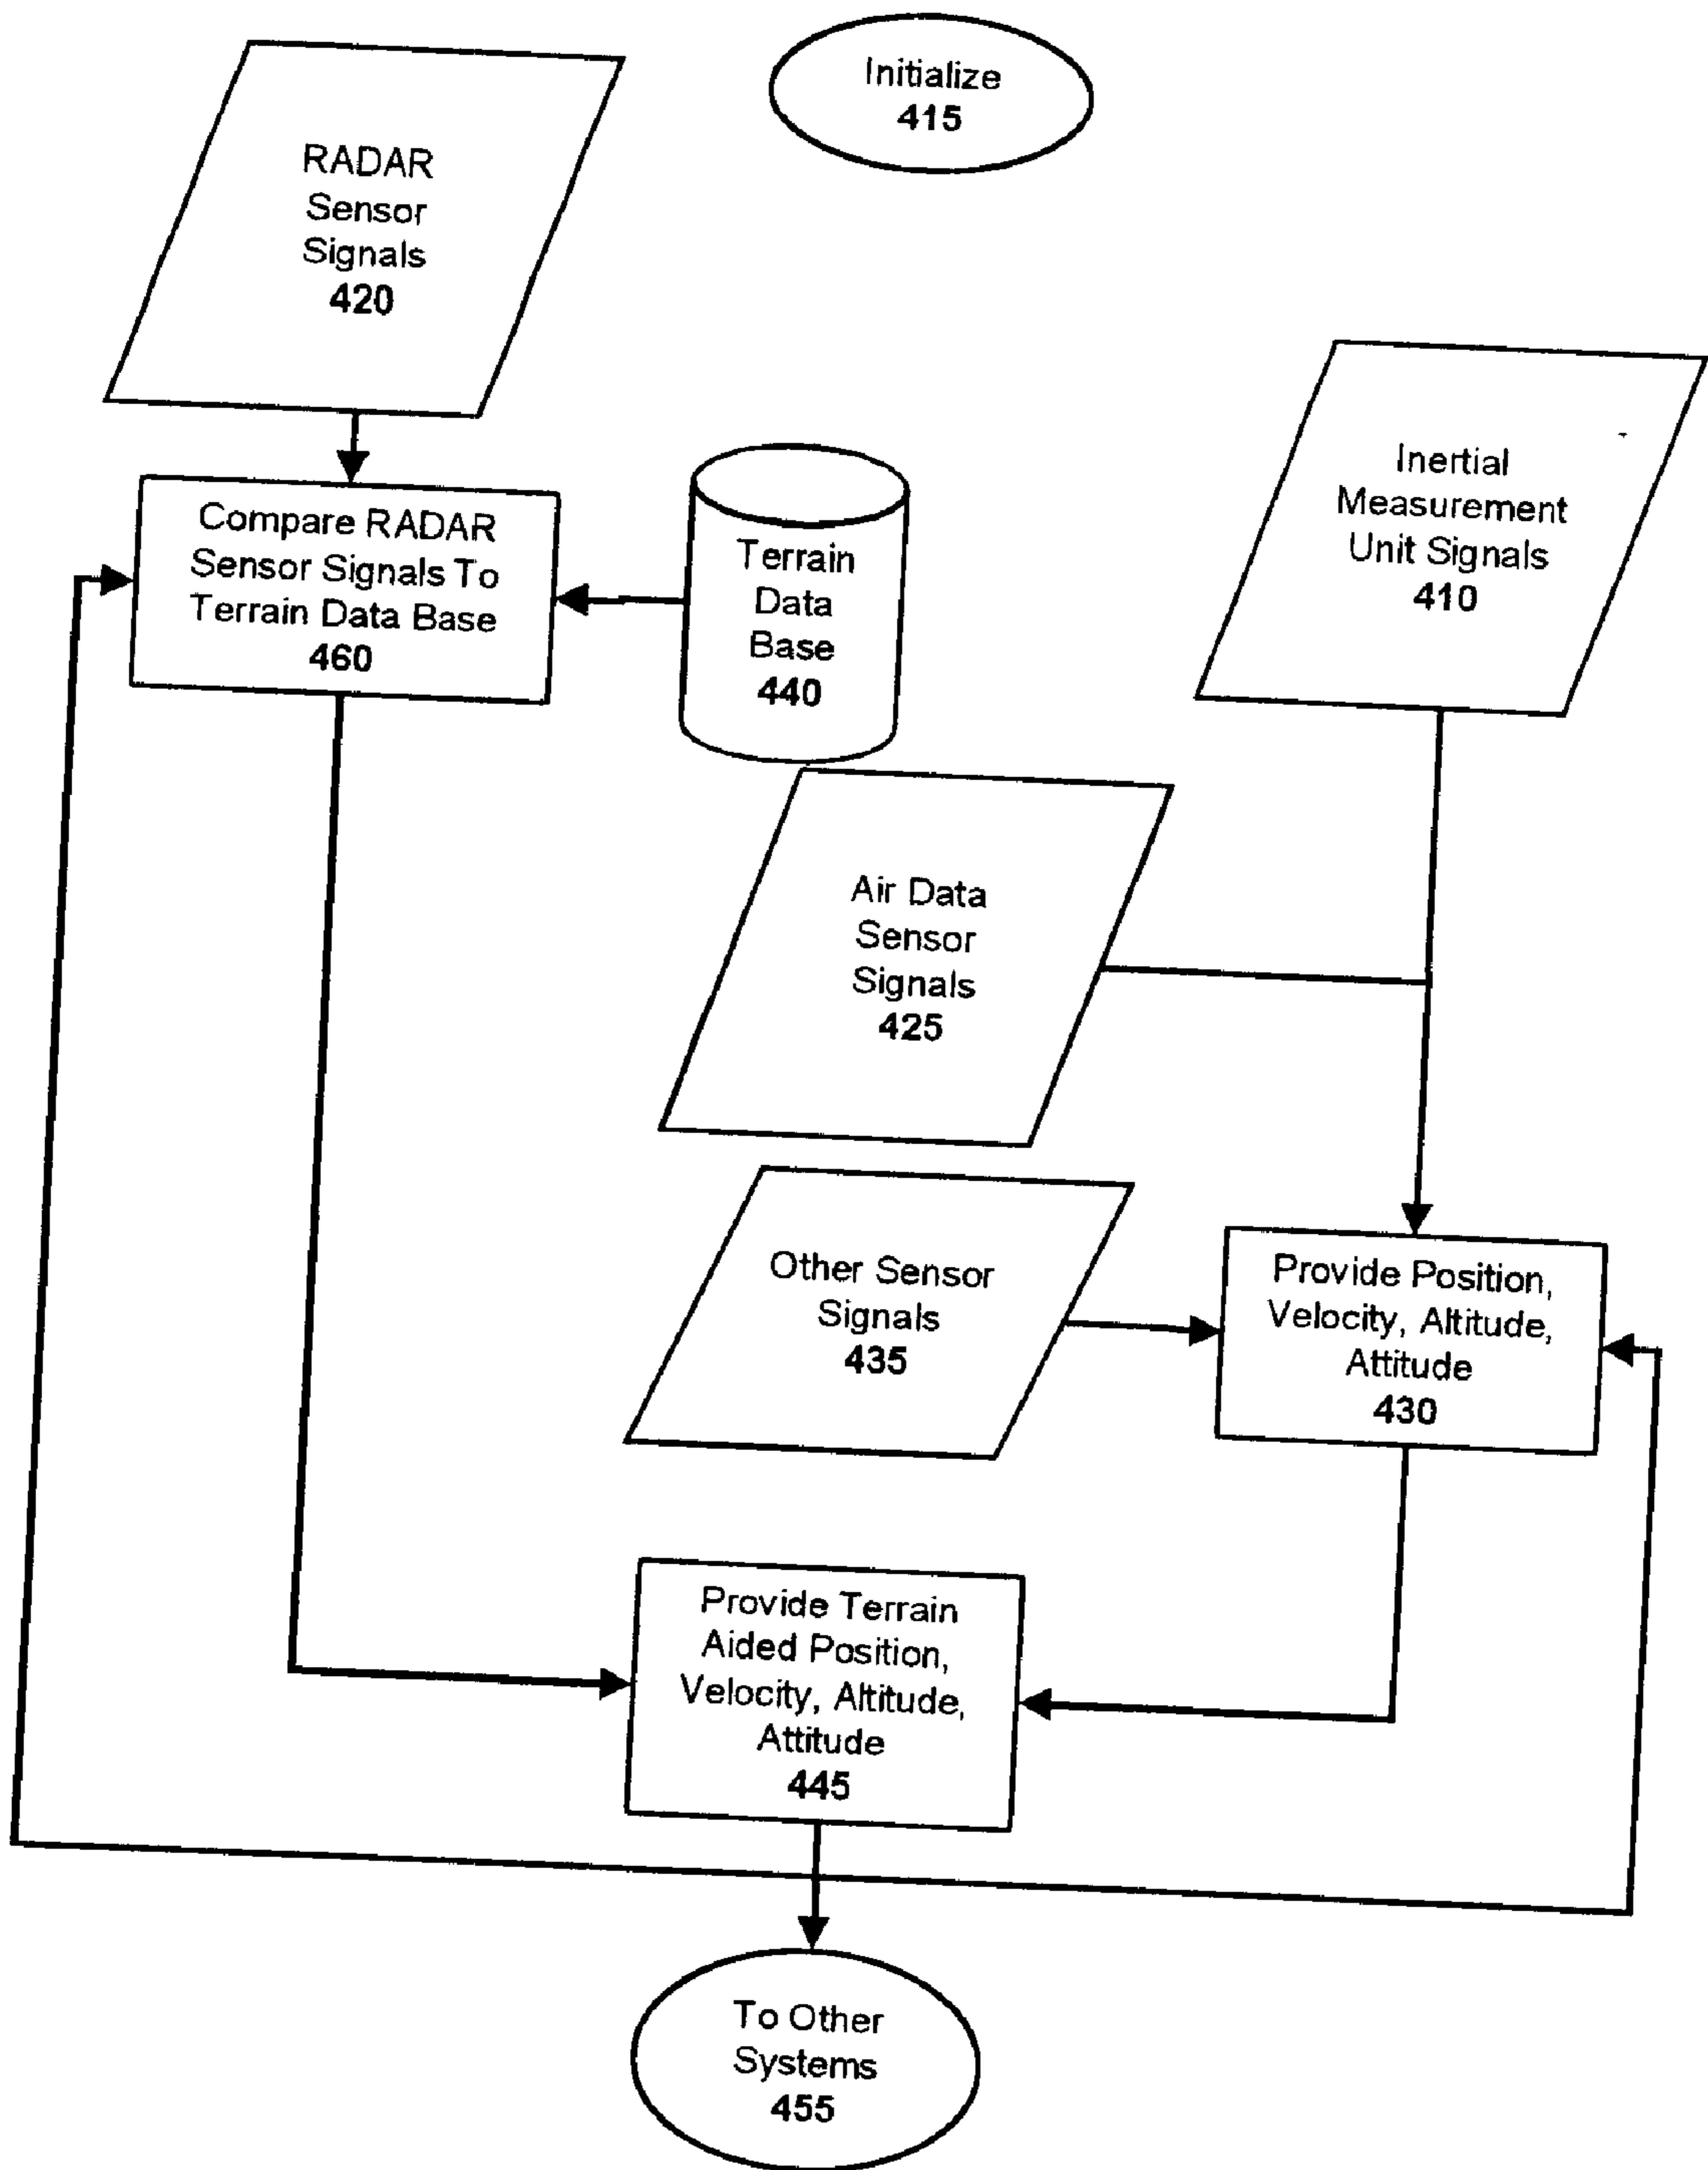 Initialize
415
RADAR
Sensor
Signals
420
Inertial
Measurement
Unit Signals
410
Compare RADAR
Sensor Signals To
Terrain Data Base
460
Terrain
Data
Base
440
Air Data
Sensor
Signals
425
Other Sensor
Signals
435
Provide Position,
Velocity, Altitude,
Attitude
430
Provide Terrain
Aided Position,
Velocity, Altitude,
Attitude
445
To Other
Systems
455